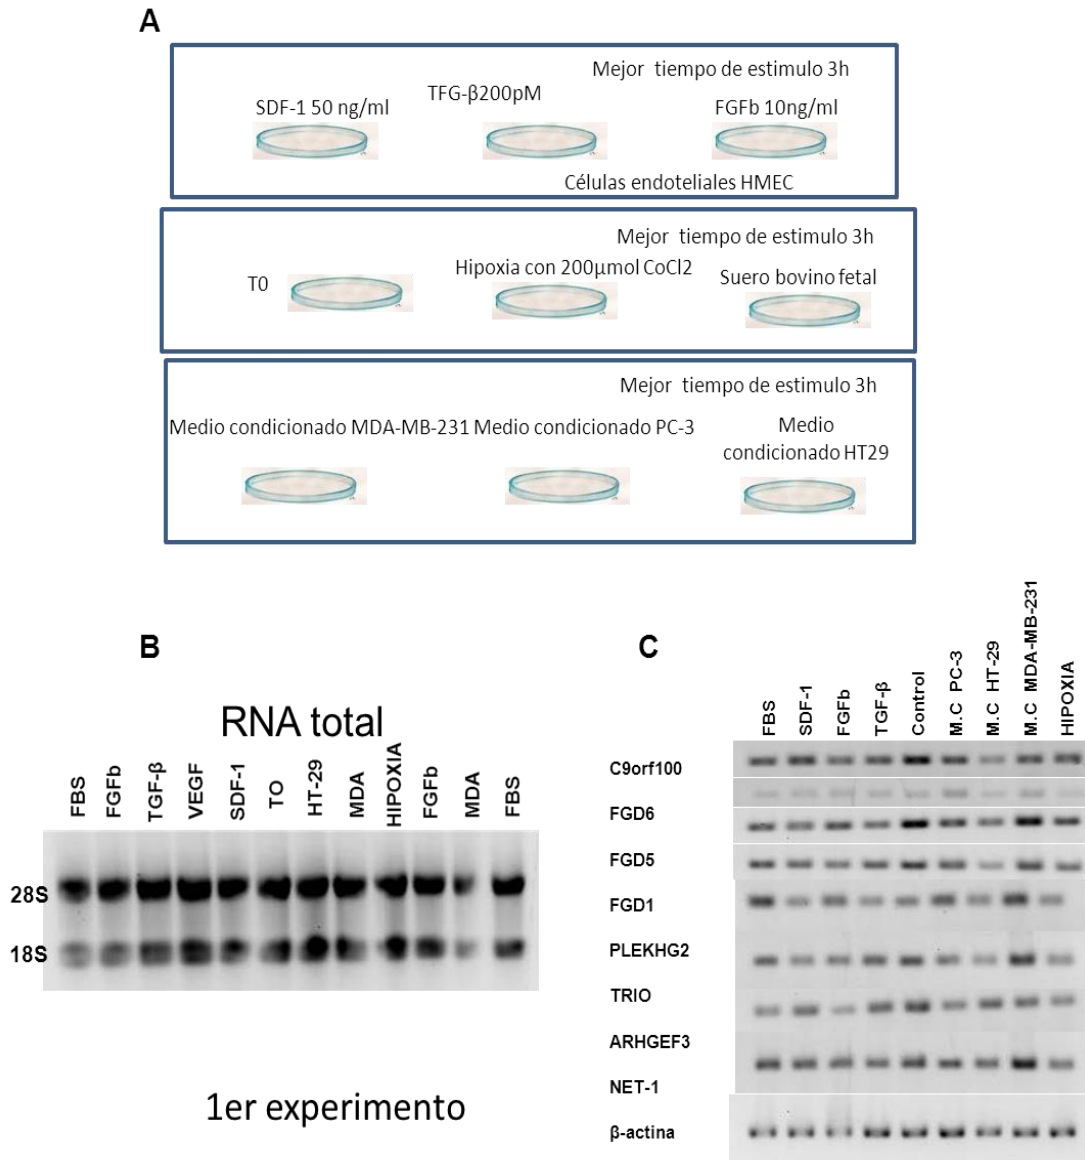 A
Mejor tiempo de estimulo 3h
TFG-β200pM
SDF-1 50 ng/ml
FGFb 10ng/ml
Células endoteliales HMEC
Mejor tiempo de estimulo 3h
T0
Hipoxia con 200µmol CoCl2
Suero bovino fetal
Mejor tiempo de estimulo 3h
Medio condicionado MDA-MB-231
Medio condicionado PC-3
Medio
condicionado HT29
B
RNA total
FBS
FGFb
TGF-β
VEGF
SDF-1
TO
HT-29
MDA
HIPOXIA
FGFb
MDA
FBS
28S
18S
1er experimento
C
FBS
SDF-1
FGFb
TGF-β
Control
M.C PC-3
M.C HT-29
M.C MDA-MB-231
HIPOXIA
C9orf100
FGD6
FGD5
FGD1
PLEKHG2
TRIO
ARHGEF3
NET-1
β-actina